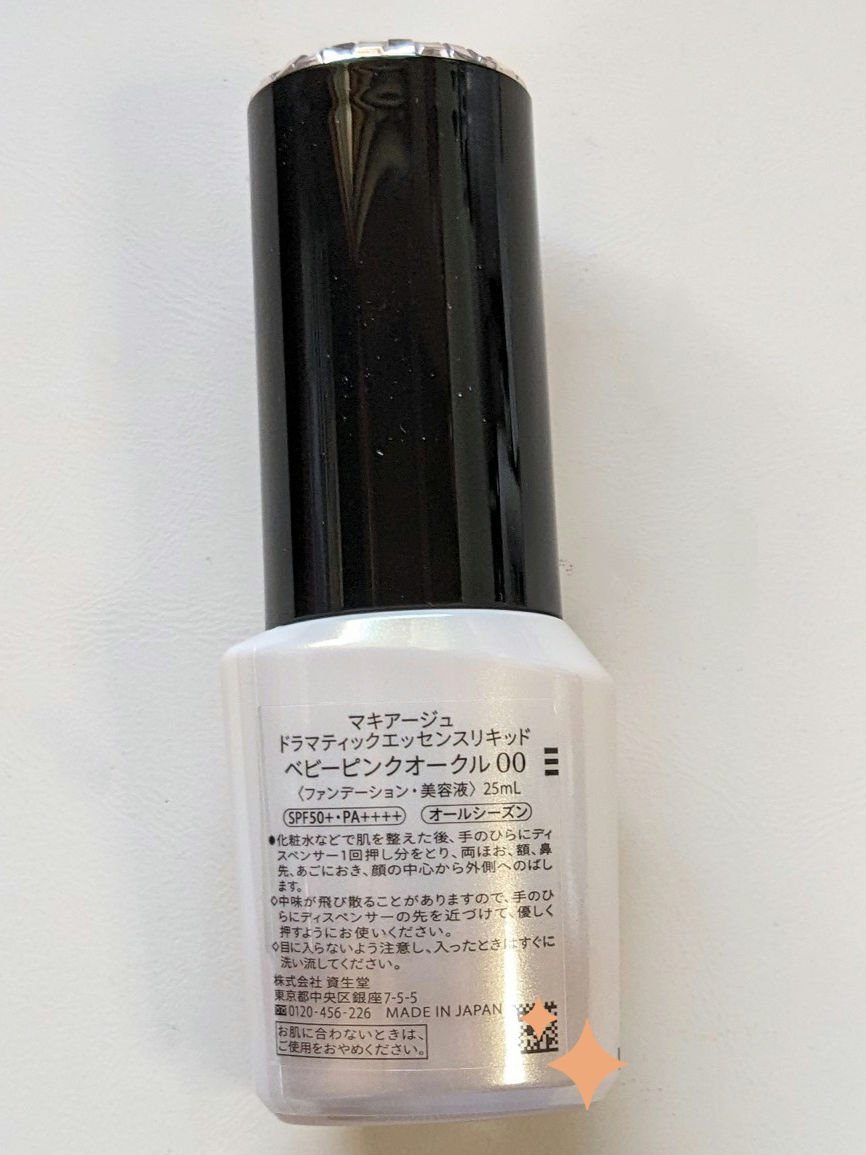 マキアージュ
ドラマティックエッセンスリキッド
ベビーピンクオークル 00
〈ファンデーション・美容液〉 25mL
SPF50+・PA++++ オールシーズン
●化粧水などで肌を整えた後、手のひらにディ
スペンサー1回押し分をとり、両ほお、額、鼻
先、あごにおき、顔の中心から外側へのばし
ます。
◇中味が飛び散ることがありますので、手のひ
らにディスペンサーの先を近づけて、優しく
押すようにお使いください。
◇目に入らないよう注意し、入ったときはすぐに
洗い流してください。
株式会社 資生堂
東京都中央区銀座7-5-5
0120-456-226 MADE IN JAPAN
お肌に合わないときは、
ご使用をおやめください。